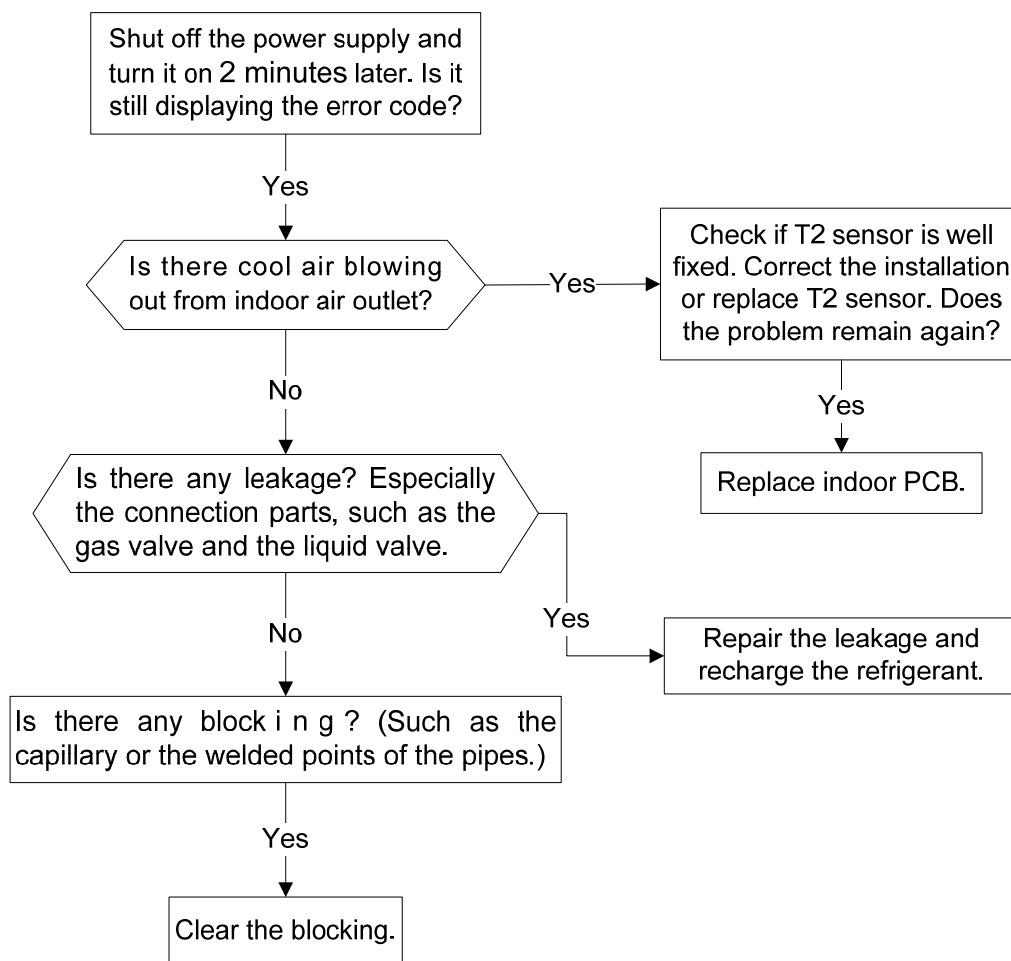 Shut off the power supply and
turn it on 2 minutes later. Is it
still displaying the error code?
Yes
Is there cool air blowing
out from indoor air outlet?
Yes
Check if T2 sensor is well
fixed. Correct the installation
or replace T2 sensor. Does
the problem remain again?
Yes
Replace indoor PCB.
No
Is there any leakage? Especially
the connection parts, such as the
gas valve and the liquid valve.
Yes
Repair the leakage and
recharge the refrigerant.
No
Is there any blocking? (Such as the
capillary or the welded points of the pipes.)
Yes
Clear the blocking.